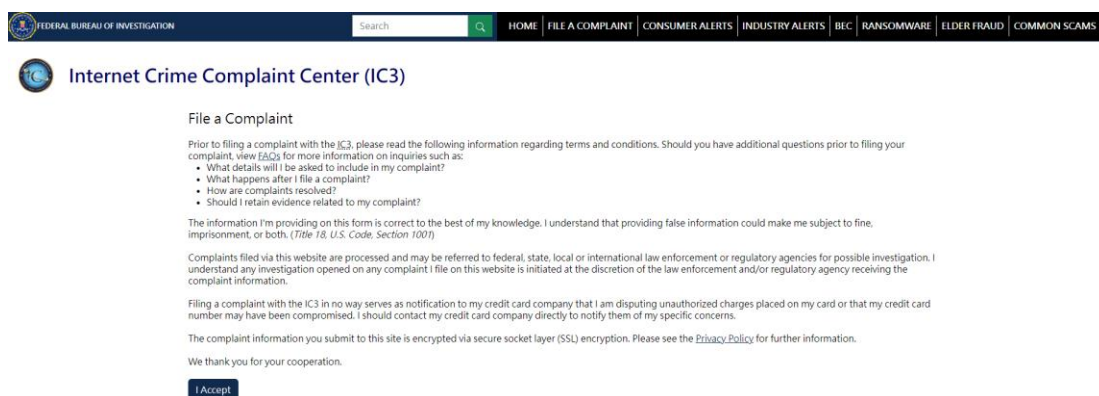 FEDERAL BUREAU OF INVESTIGATION
Search
HOME FILE A COMPLAINT CONSUMER ALERTS INDUSTRY ALERTS BEC RANSOMWARE ELDER FRAUD COMMON SCAMS
Internet Crime Complaint Center (IC3)
File a Complaint
Prior to filing a complaint with the IC3, please read the following information regarding terms and conditions. Should you have additional questions prior to filing your
complaint, view FAQs for more information on inquiries such as:
• What details will I be asked to include in my complaint?
• What happens after I file a complaint?
• How are complaints resolved?
• Should I retain evidence related to my complaint?
The information I'm providing on this form is correct to the best of my knowledge. I understand that providing false information could make me subject to fine,
imprisonment, or both. (Title 18, U.S. Code, Section 1001)
Complaints filed via this website are processed and may be referred to federal, state, local or international law enforcement or regulatory agencies for possible investigation. I
understand any investigation opened on any complaint I file on this website is initiated at the discretion of the law enforcement and/or regulatory agency receiving the
complaint information.
Filing a complaint with the IC3 in no way serves as notification to my credit card company that I am disputing unauthorized charges placed on my card or that my credit card
number may have been compromised. I should contact my credit card company directly to notify them of my specific concerns.
The complaint information you submit to this site is encrypted via secure socket layer (SSL) encryption. Please see the Privacy Policy for further information.
We thank you for your cooperation.
I Accept